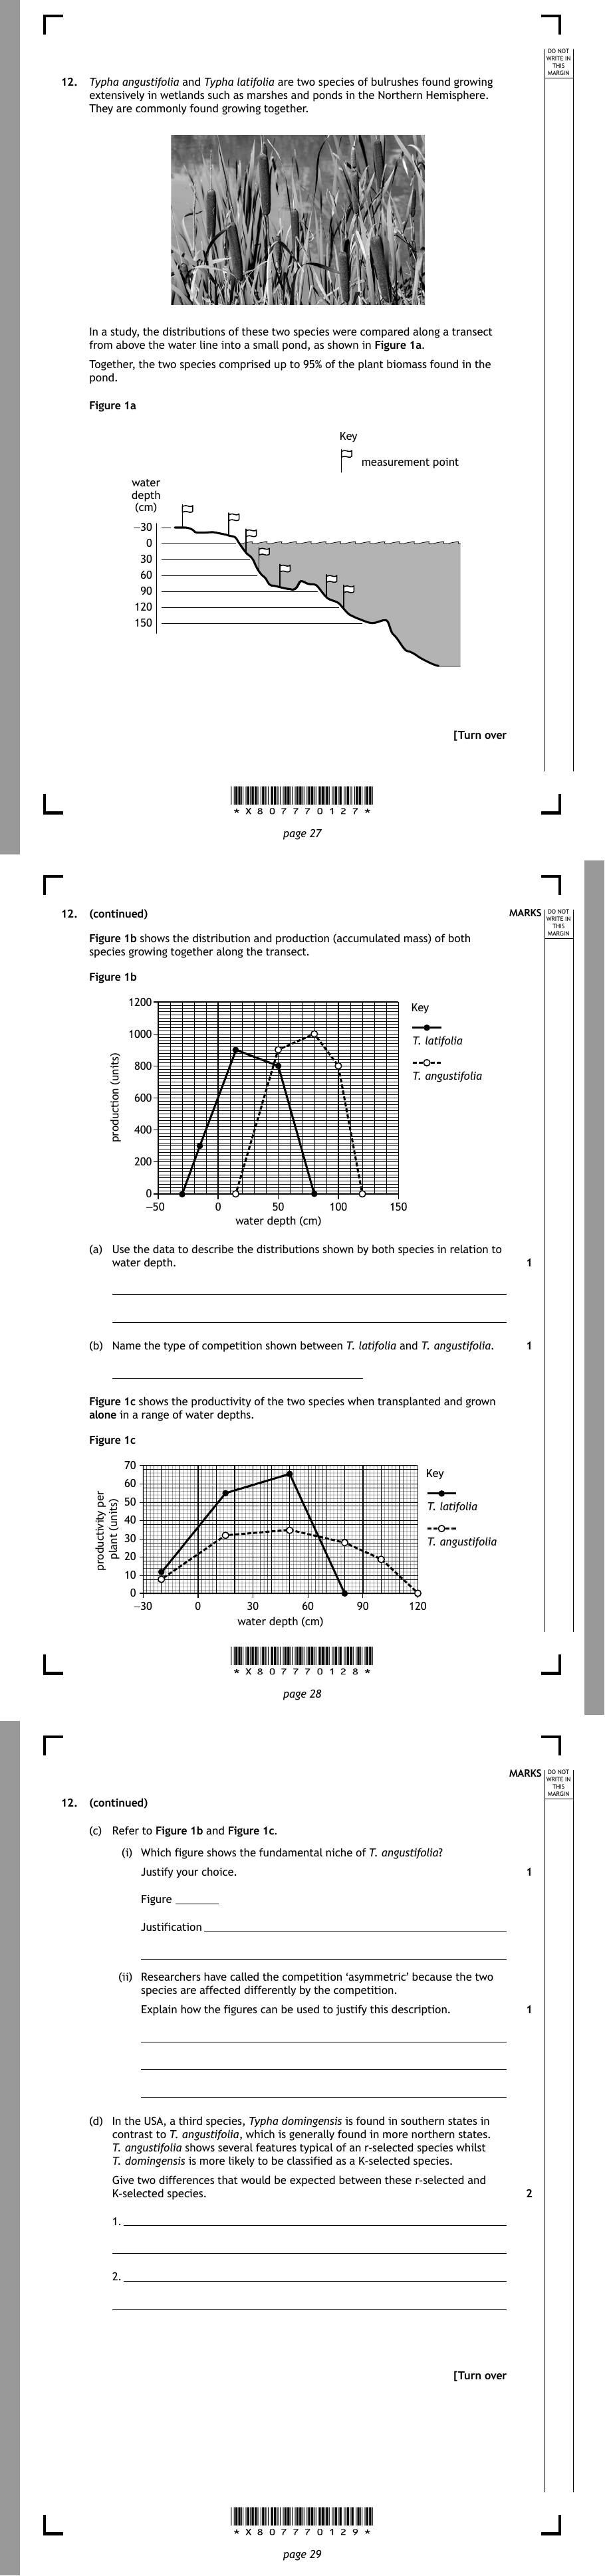 DO NOT
WRITE IN
THIS
MARGIN
12. Typha angustifolia and Typha latifolia are two species of bulrushes found growing
extensively in wetlands such as marshes and ponds in the Northern Hemisphere.
They are commonly found growing together.
In a study, the distributions of these two species were compared along a transect
from above the water line into a small pond, as shown in Figure 1a.
Together, the two species comprised up to 95% of the plant biomass found in the
pond.
Figure 1a
Key
measurement point
water
depth
(cm)
−30
0
30
60
90
120
150
[Turn over
*X807770127*
page 27
12. (continued)
MARKS
DO NOT
WRITE IN
THIS
MARGIN
Figure 1b shows the distribution and production (accumulated mass) of both
species growing together along the transect.
Figure 1b
1200
1000
800
600
400
200
0
production (units)
−50 0 50 100 150
water depth (cm)
Key
T. latifolia
T. angustifolia
(a) Use the data to describe the distributions shown by both species in relation to
water depth. 1
(b) Name the type of competition shown between T. latifolia and T. angustifolia. 1
Figure 1c shows the productivity of the two species when transplanted and grown
alone in a range of water depths.
Figure 1c
70
60
50
40
30
20
10
0
productivity per
plant (units)
−30 0 30 60 90 120
water depth (cm)
Key
T. latifolia
T. angustifolia
*X807770128*
page 28
MARKS
DO NOT
WRITE IN
THIS
MARGIN
12. (continued)
(c) Refer to Figure 1b and Figure 1c.
(i) Which figure shows the fundamental niche of T. angustifolia?
Justify your choice. 1
Figure
Justification
(ii) Researchers have called the competition ‘asymmetric’ because the two
species are affected differently by the competition.
Explain how the figures can be used to justify this description. 1
(d) In the USA, a third species, Typha domingensis is found in southern states in
contrast to T. angustifolia, which is generally found in more northern states.
T. angustifolia shows several features typical of an r-selected species whilst
T. domingensis is more likely to be classified as a K-selected species.
Give two differences that would be expected between these r-selected and
K-selected species. 2
1.
2.
[Turn over
*X807770129*
page 29